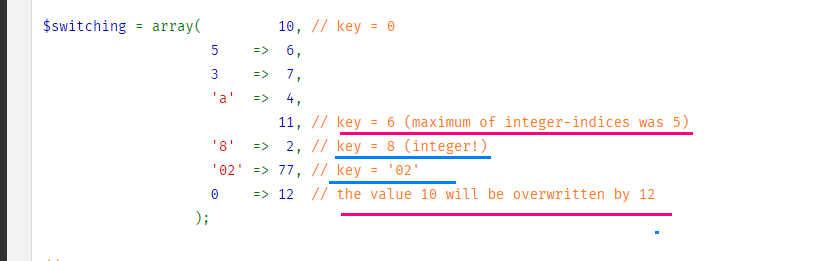 $switching = array(         10, // key = 0
                    5    =>  6,
                    3    =>  7,
                    'a'  =>  4,
                            11, // key = 6 (maximum of integer-indices was 5)
                    '8'  =>  2, // key = 8 (integer!)
                    '02' => 77, // key = '02'
                    0    => 12  // the value 10 will be overwritten by 12
                  );